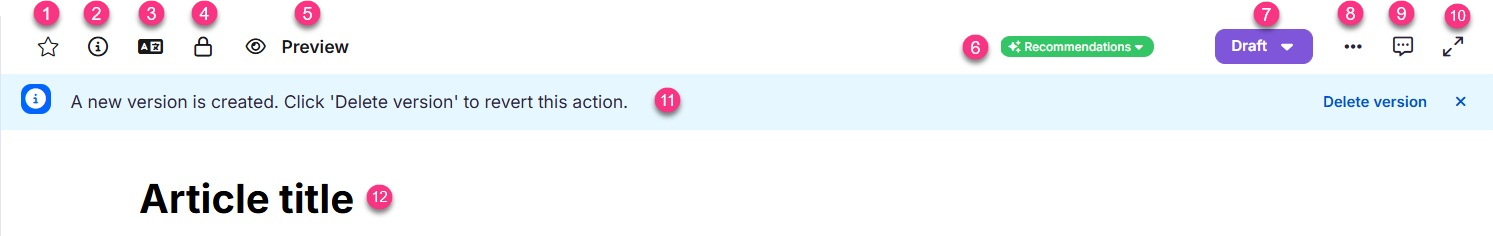 1 2 3 4 5 7 8 9 10
A Preview 6 Recommendations Draft
A new version is created. Click 'Delete version' to revert this action. 11 Delete version
Article title 12